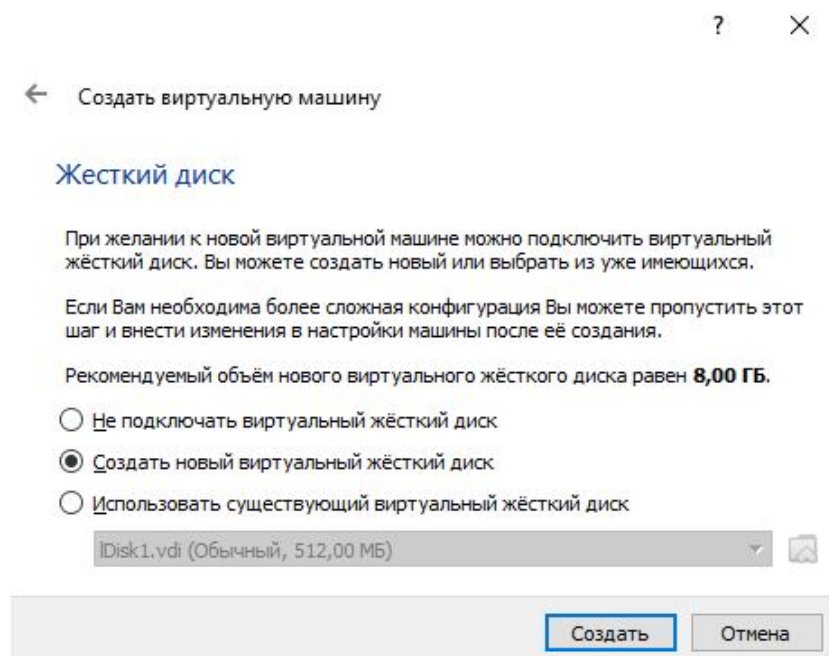 ?
Создать виртуальную машину
Жесткий диск
При желании к новой виртуальной машине можно подключить виртуальный
жёсткий диск. Вы можете создать новый или выбрать из уже имеющихся.
Если Вам необходима более сложная конфигурация Вы можете пропустить этот
шаг и внести изменения в настройки машины после её создания.
Рекомендуемый объём нового виртуального жёсткого диска равен 8,00 ГБ.
Не подключать виртуальный жёсткий диск
Создать новый виртуальный жёсткий диск
Использовать существующий виртуальный жёсткий диск
lDisk1.vdi (Обычный, 512,00 МБ)
Создать
Отмена